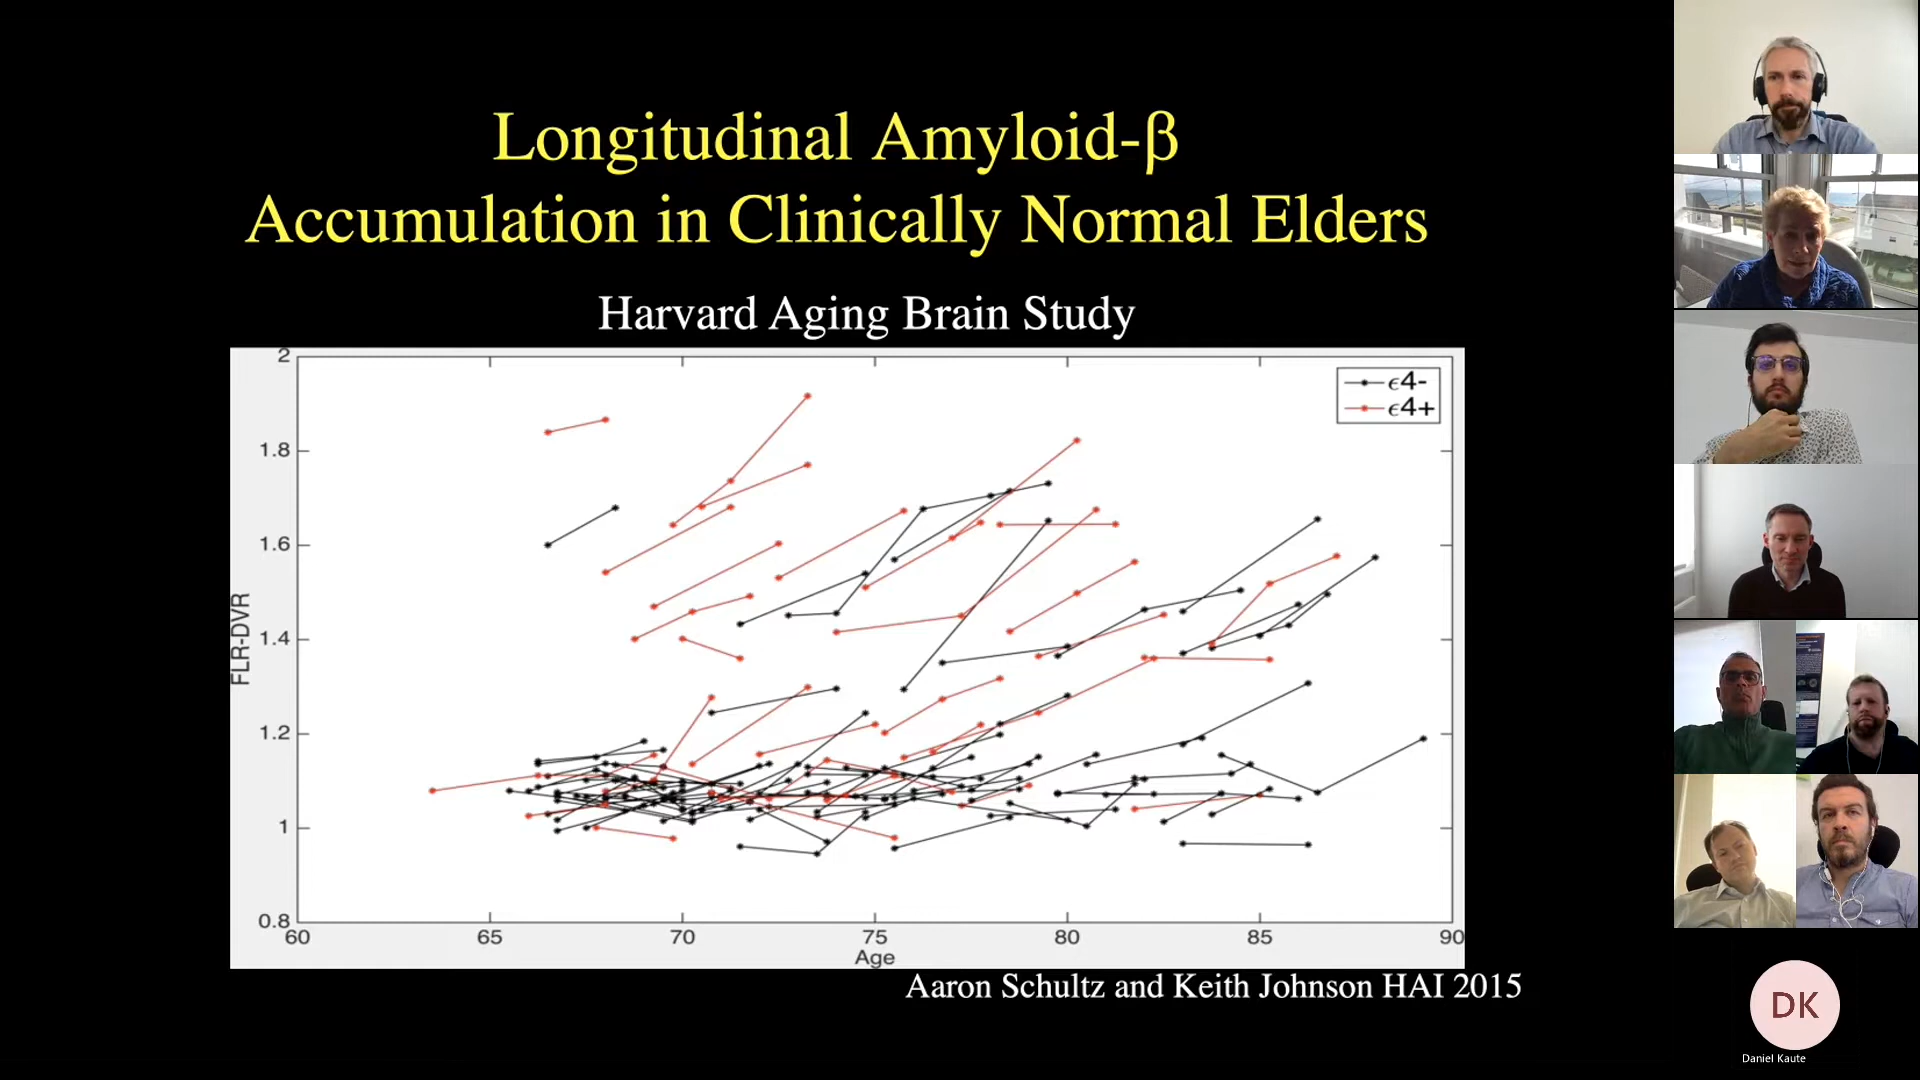 Longitudinal Amyloid-β
Accumulation in Clinically Normal Elders
Harvard Aging Brain Study
2
1.8
1.6
1.4
1.2
1
0.8
FLR-DVR
ϵ4-
ϵ4+
60 65 70 75 80 85 90
Age
Aaron Schultz and Keith Johnson HAI 2015
DK
Daniel Kaute